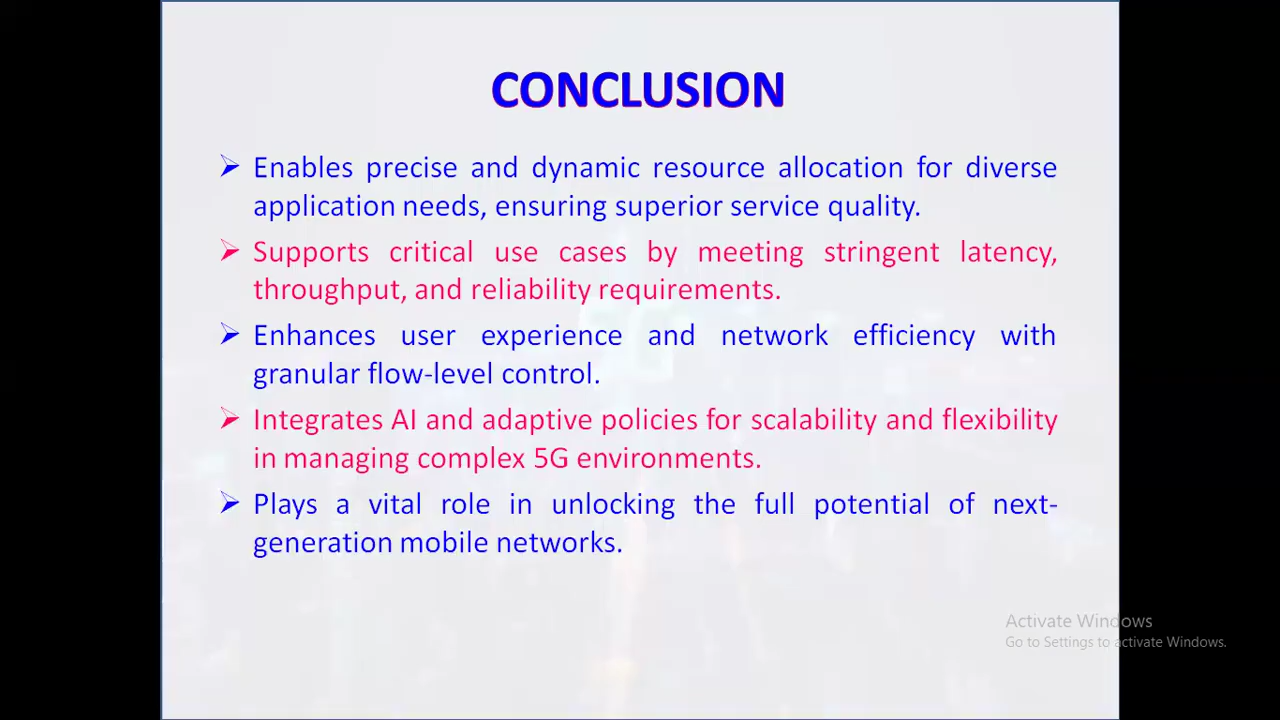 CONCLUSION
Enables precise and dynamic resource allocation for diverse
application needs, ensuring superior service quality.
Supports critical use cases by meeting stringent latency,
throughput, and reliability requirements.
Enhances user experience and network efficiency with
granular flow-level control.
Integrates AI and adaptive policies for scalability and flexibility
in managing complex 5G environments.
Plays a vital role in unlocking the full potential of next-
generation mobile networks.
Activate Windows
Go to Settings to activate Windows.